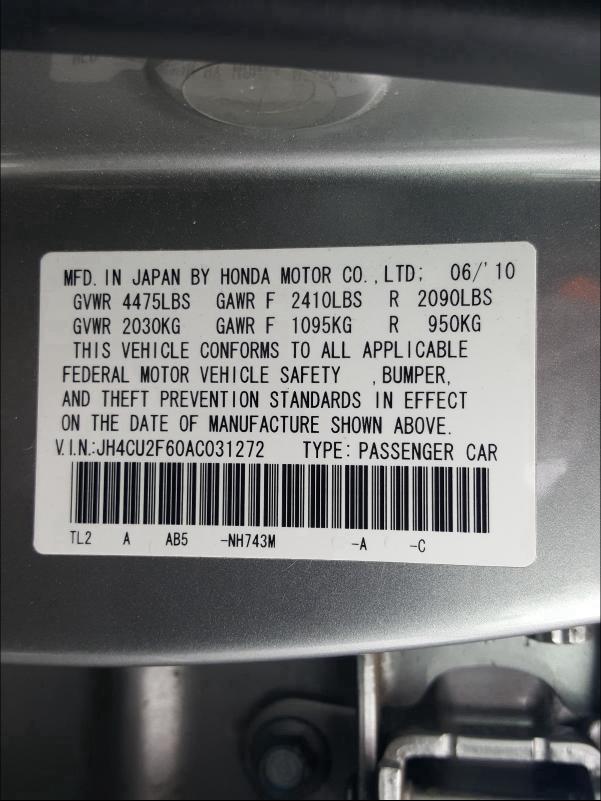 MFD. IN JAPAN BY HONDA MOTOR CO.,LTD; 06/'10
GVWR 4475LBS GAWR F 2410LBS R 2090LBS
GVWR 2030KG GAWR F 1095KG R 950KG
THIS VEHICLE CONFORMS TO ALL APPLICABLE
FEDERAL MOTOR VEHICLE SAFETY , BUMPER,
AND THEFT PREVENTION STANDARDS IN EFFECT
ON THE DATE OF MANUFACTURE SHOWN ABOVE.
V.I.N.:JH4CU2F60AC031272 TYPE: PASSENGER CAR
TL2 A AB5 -NH743M -A -C